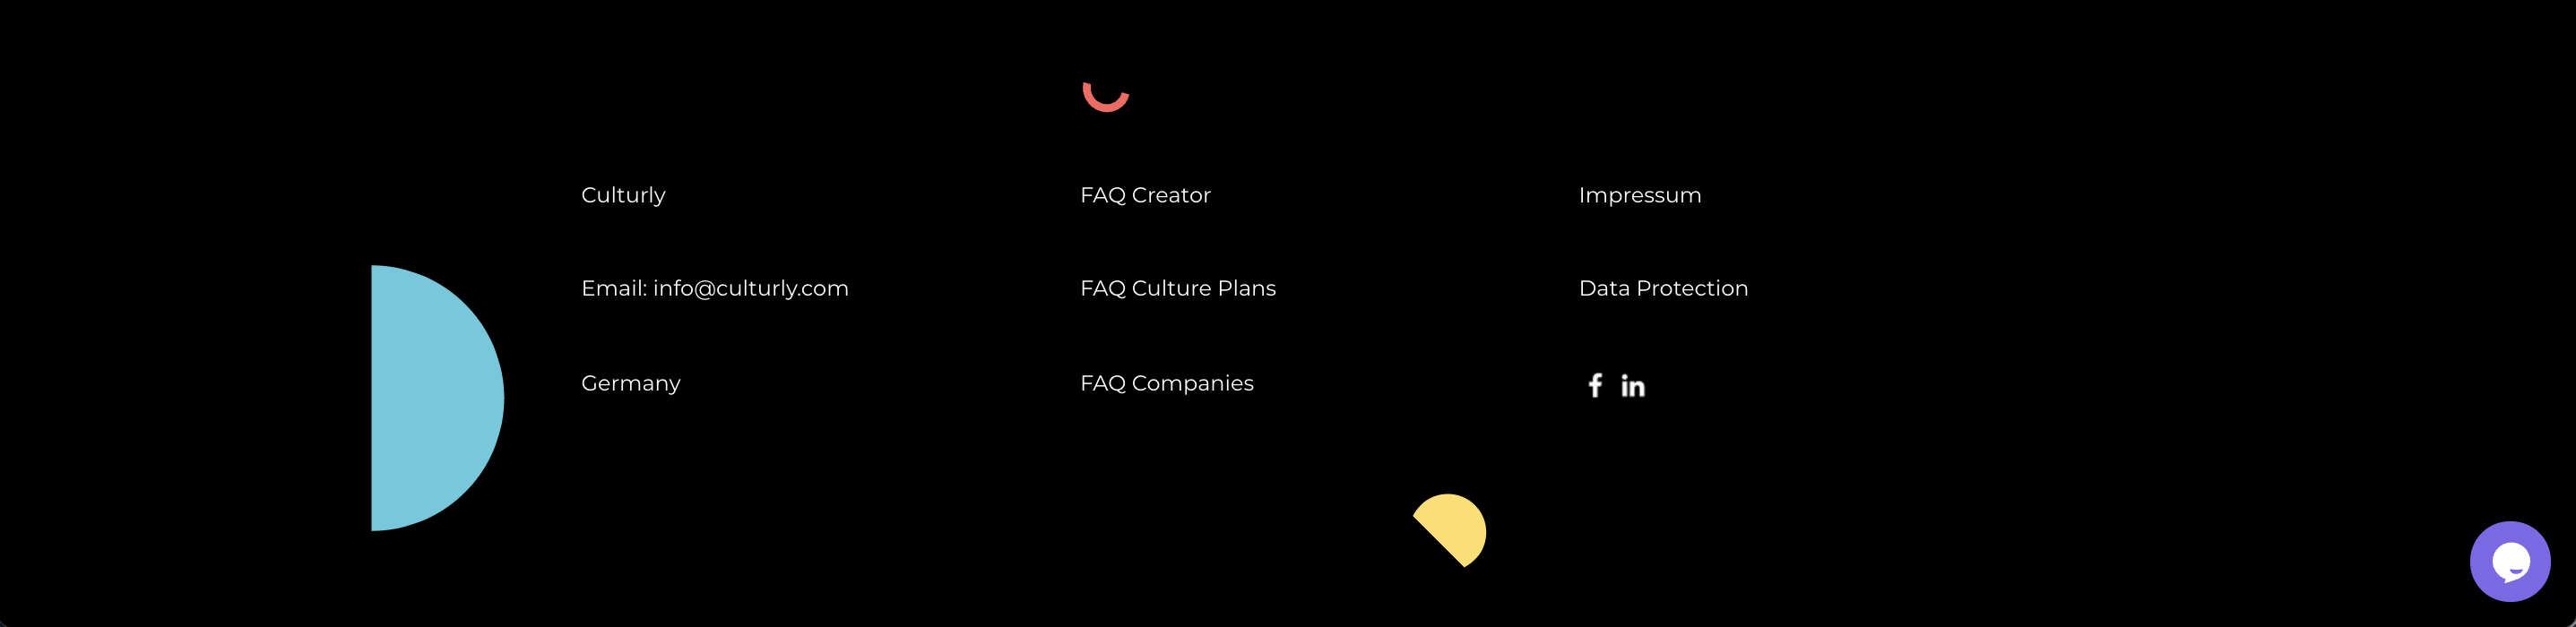 Culturly
Email: info@culturly.com
Germany
FAQ Creator
FAQ Culture Plans
FAQ Companies
Impressum
Data Protection
f in